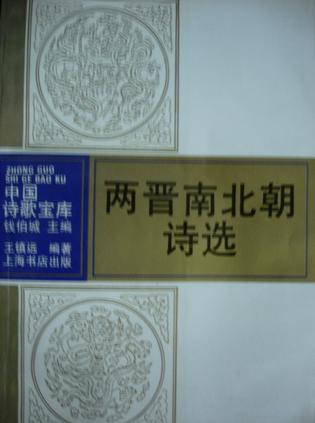 ZHONG GUO
SHI GE BAO KU
中国
诗歌宝库
钱伯城 主编
王镇远 编著
上海书店出版
两晋南北朝
诗选